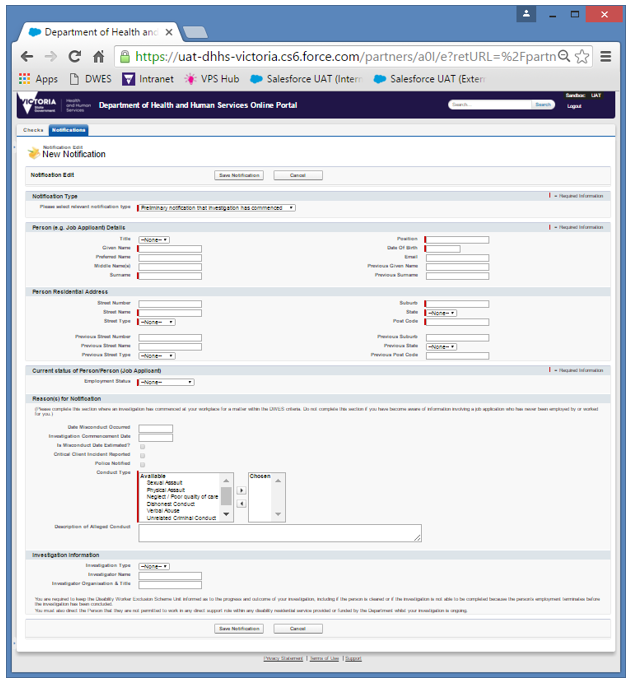 Department of Health and
https://uat-dhhs-victoria.cs6.force.com/partners/a0l/e?retURL=%2Fpartn
Apps DWES Intranet VPS Hub Salesforce UAT (Intern Salesforce UAT (Extern
VICTORIA State Government Health and Human Services Department of Health and Human Services Online Portal Search... Search Sandbox: UAT Logout
Checks Notifications
Notification Edit
New Notification
Notification Edit Save Notification Cancel
Notification Type = Required Information
Please select relevant notification type Preliminary notification that investigation has commenced
Person (e.g. Job Applicant) Details = Required Information
Title --None-- Position
Given Name Date Of Birth
Preferred Name Email
Middle Name(s) Previous Given Name
Surname Previous Surname
Person Residential Address
Street Number Suburb
Street Name State --None--
Street Type --None-- Post Code
Previous Street Number Previous Suburb
Previous Street Name Previous State --None--
Previous Street Type --None-- Previous Post Code
Current status of Person/Person (Job Applicant) = Required Information
Employment Status --None--
Reason(s) for Notification
(Please complete this section where an investigation has commenced at your workplace for a matter within the DWES criteria. Do not complete this section if you have become aware of information involving a job application who has never been employed by or worked
for you.)
Date Misconduct Occurred
Investigation Commencement Date
Is Misconduct Date Estimated?
Critical Client Incident Reported
Police Notified
Conduct Type Available Chosen
Sexual Assault
Physical Assault
Neglect / Poor quality of care
Dishonest Conduct
Verbal Abuse
Unrelated Criminal Conduct
Description of Alleged Conduct
Investigation Information
Investigation Type --None--
Investigator Name
Investigator Organisation & Title
You are required to keep the Disability Worker Exclusion Scheme Unit informed as to the progress and outcome of your investigation, including if the person is cleared or if the investigation is not able to be completed because the person's employment terminates before
the investigation has concluded.
You must also direct the Person that they are not permitted to work in any direct support role within any disability residential service provided or funded by the Department whilst your investigation is ongoing.
Save Notification Cancel
Privacy Statement | Terms of Use | Support